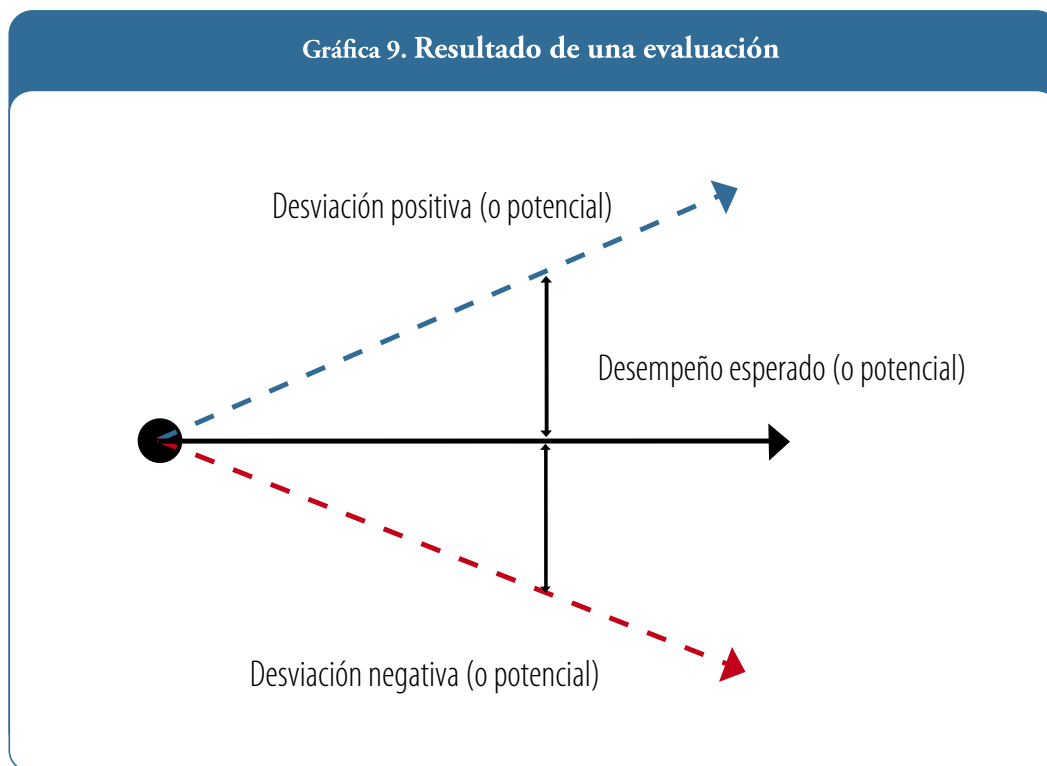 Gráfica 9. Resultado de una evaluación
Desviación positiva (o potencial)
Desempeño esperado (o potencial)
Desviación negativa (o potencial)